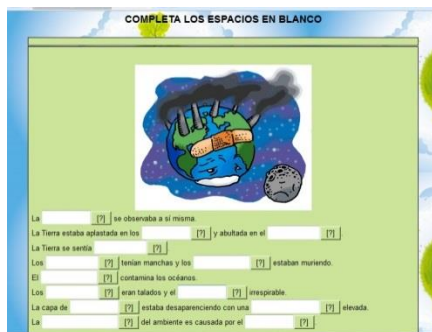 COMPLETA LOS ESPACIOS EN BLANCO
La [?] se observaba a sí misma.
La Tierra estaba aplastada en los [?] y abultada en el [?]
La Tierra se sentía [?]
Los [?] tenían manchas y los [?] estaban muriendo.
El [?] contamina los océanos.
Los [?] eran talados y el [?] irrespirable.
La capa de [?] estaba desapareciendo con una [?] elevada.
La [?] del ambiente es causada por el [?]